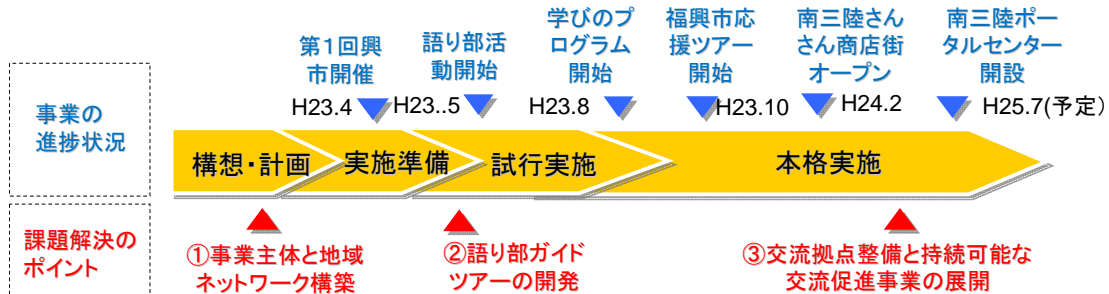 第1回興
市開催
語り部活
動開始
学びのプ
ログラム
開始
福興市応
援ツアー
開始
南三陸さん
さん商店街
オープン
南三陸ポー
タルセンター
開設
事業の
進捗状況
H23.4
H23..5
H23.8
H23.10
H24.2
H25.7(予定)
構想・計画
実施準備
試行実施
本格実施
課題解決の
ポイント
①事業主体と地域
ネットワーク構築
②語り部ガイド
ツアーの開発
③交流拠点整備と持続可能な
交流促進事業の展開